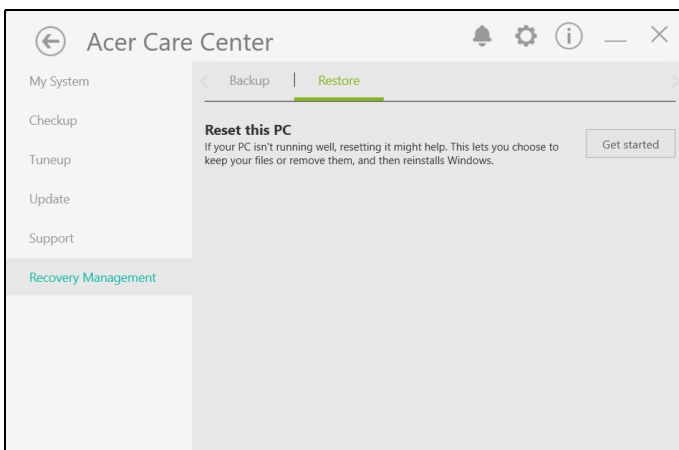 Acer Care Center
My System
Backup | Restore
Checkup
Reset this PC
If your PC isn't running well, resetting it might help. This lets you choose to
keep your files or remove them, and then reinstalls Windows.
Get started
Tuneup
Update
Support
Recovery Management